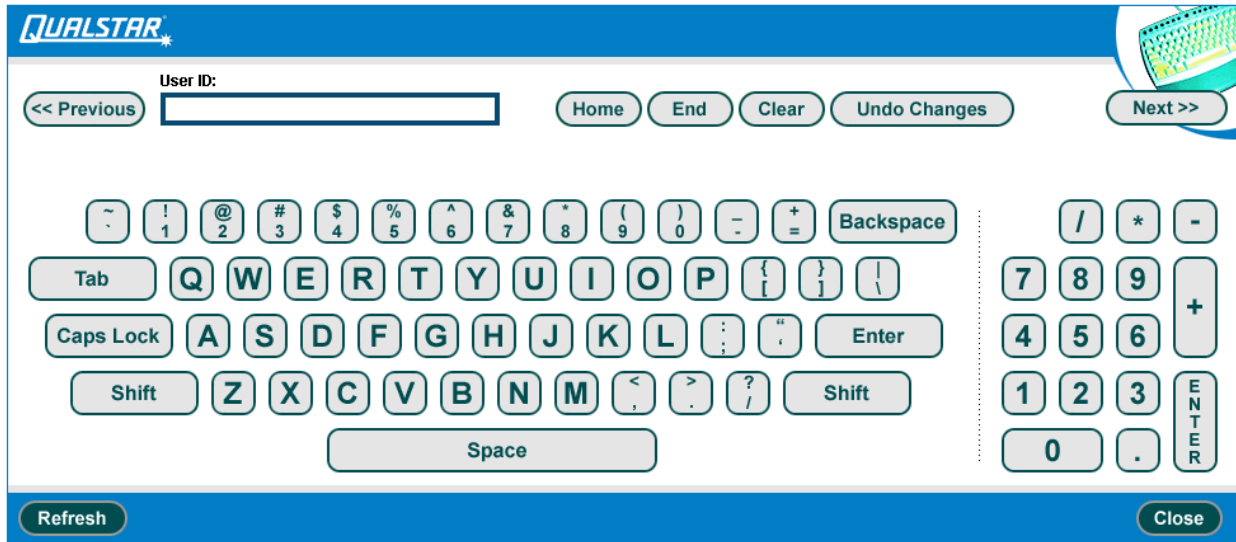 QUALSTAR
User ID:
<< Previous Home End Clear Undo Changes Next >>
~ ! @ # $ % ^ & * ( ) _ +
` 1 2 3 4 5 6 7 8 9 0 - = Backspace / * -
Tab Q W E R T Y U I O P { [ } ] | \ 7 8 9 +
Caps Lock A S D F G H J K L : ; “ ‘ Enter 4 5 6
Shift Z X C V B N M < , > . ? / Shift 1 2 3 ENTER
Space 0 .
Refresh Close